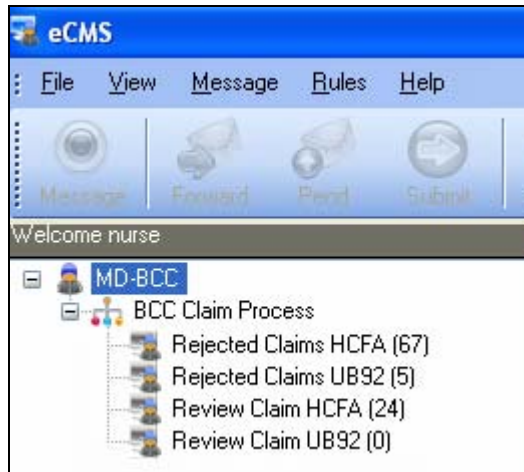 eCMS
File View Message Rules Help
Message Forward Pend Submit
Welcome nurse
MD-BCC
BCC Claim Process
Rejected Claims HCFA (67)
Rejected Claims UB92 (5)
Review Claim HCFA (24)
Review Claim UB92 (0)